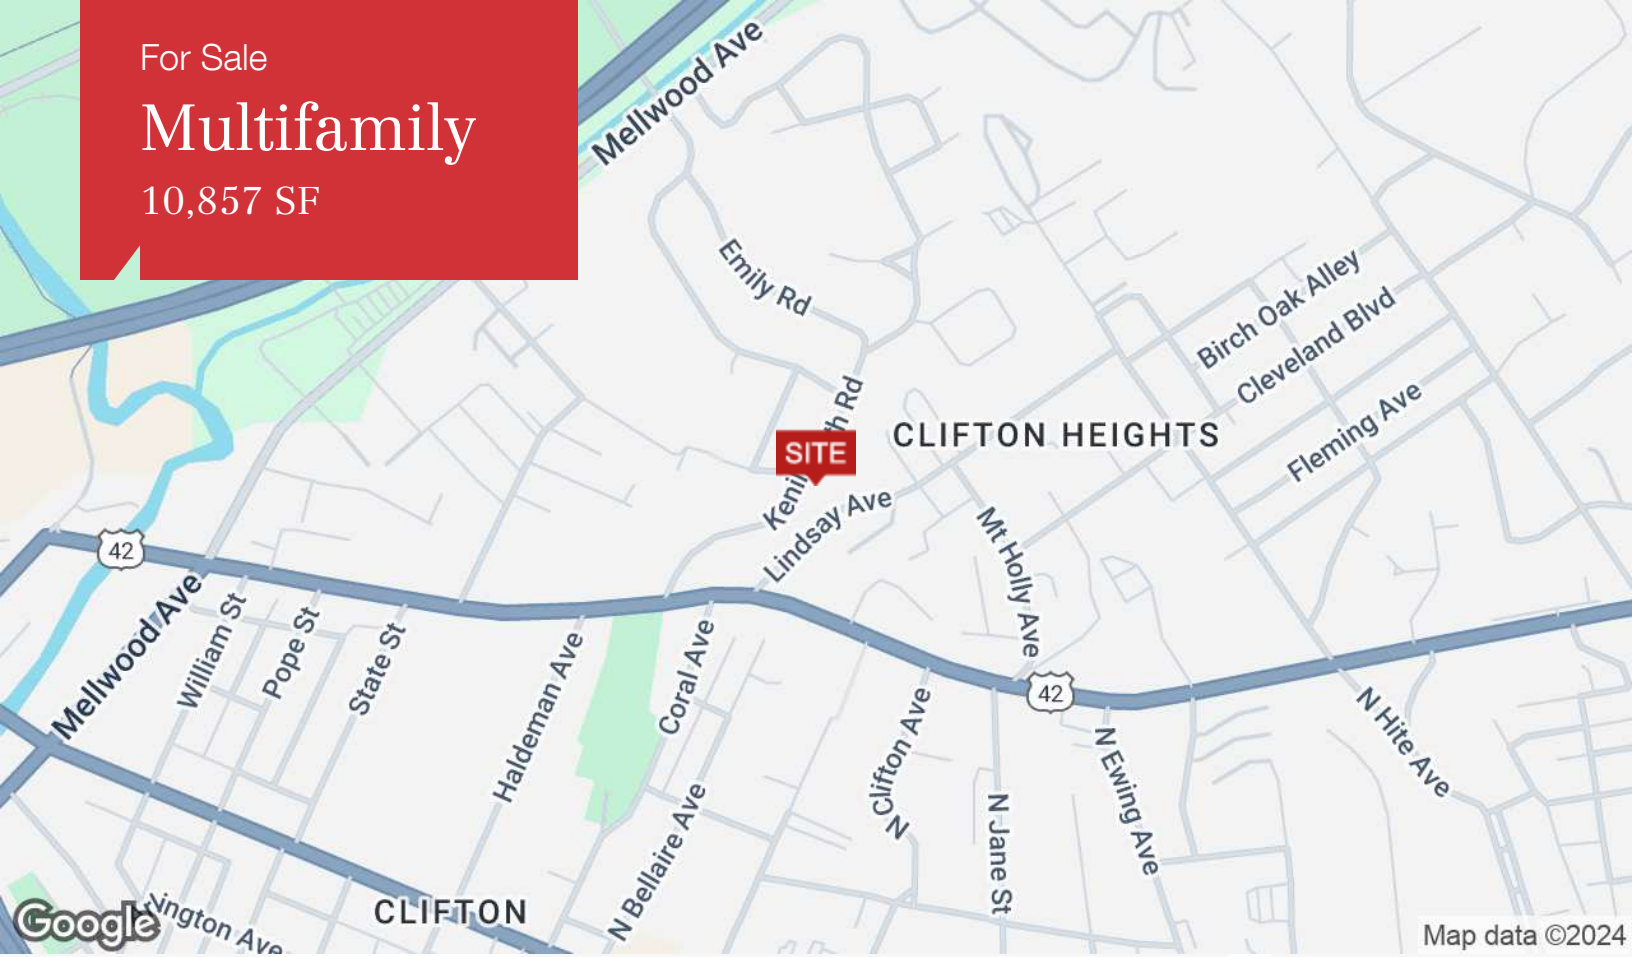 For Sale
Multifamily
10,857 SF
Mellwood Ave
Emily Rd
Birch Oak Alley
Cleveland Blvd
Fleming Ave
CLIFTON HEIGHTS
SITE
Lindsay Ave
Mt Holly Ave
42
Mellwood Ave
William St
Pope St
State St
Haldeman Ave
Coral Ave
N Clifton Ave
42
N Ewing Ave
N Hite Ave
N Jane St
N Bellaire Ave
CLIFTON
Google
Map data ©2024